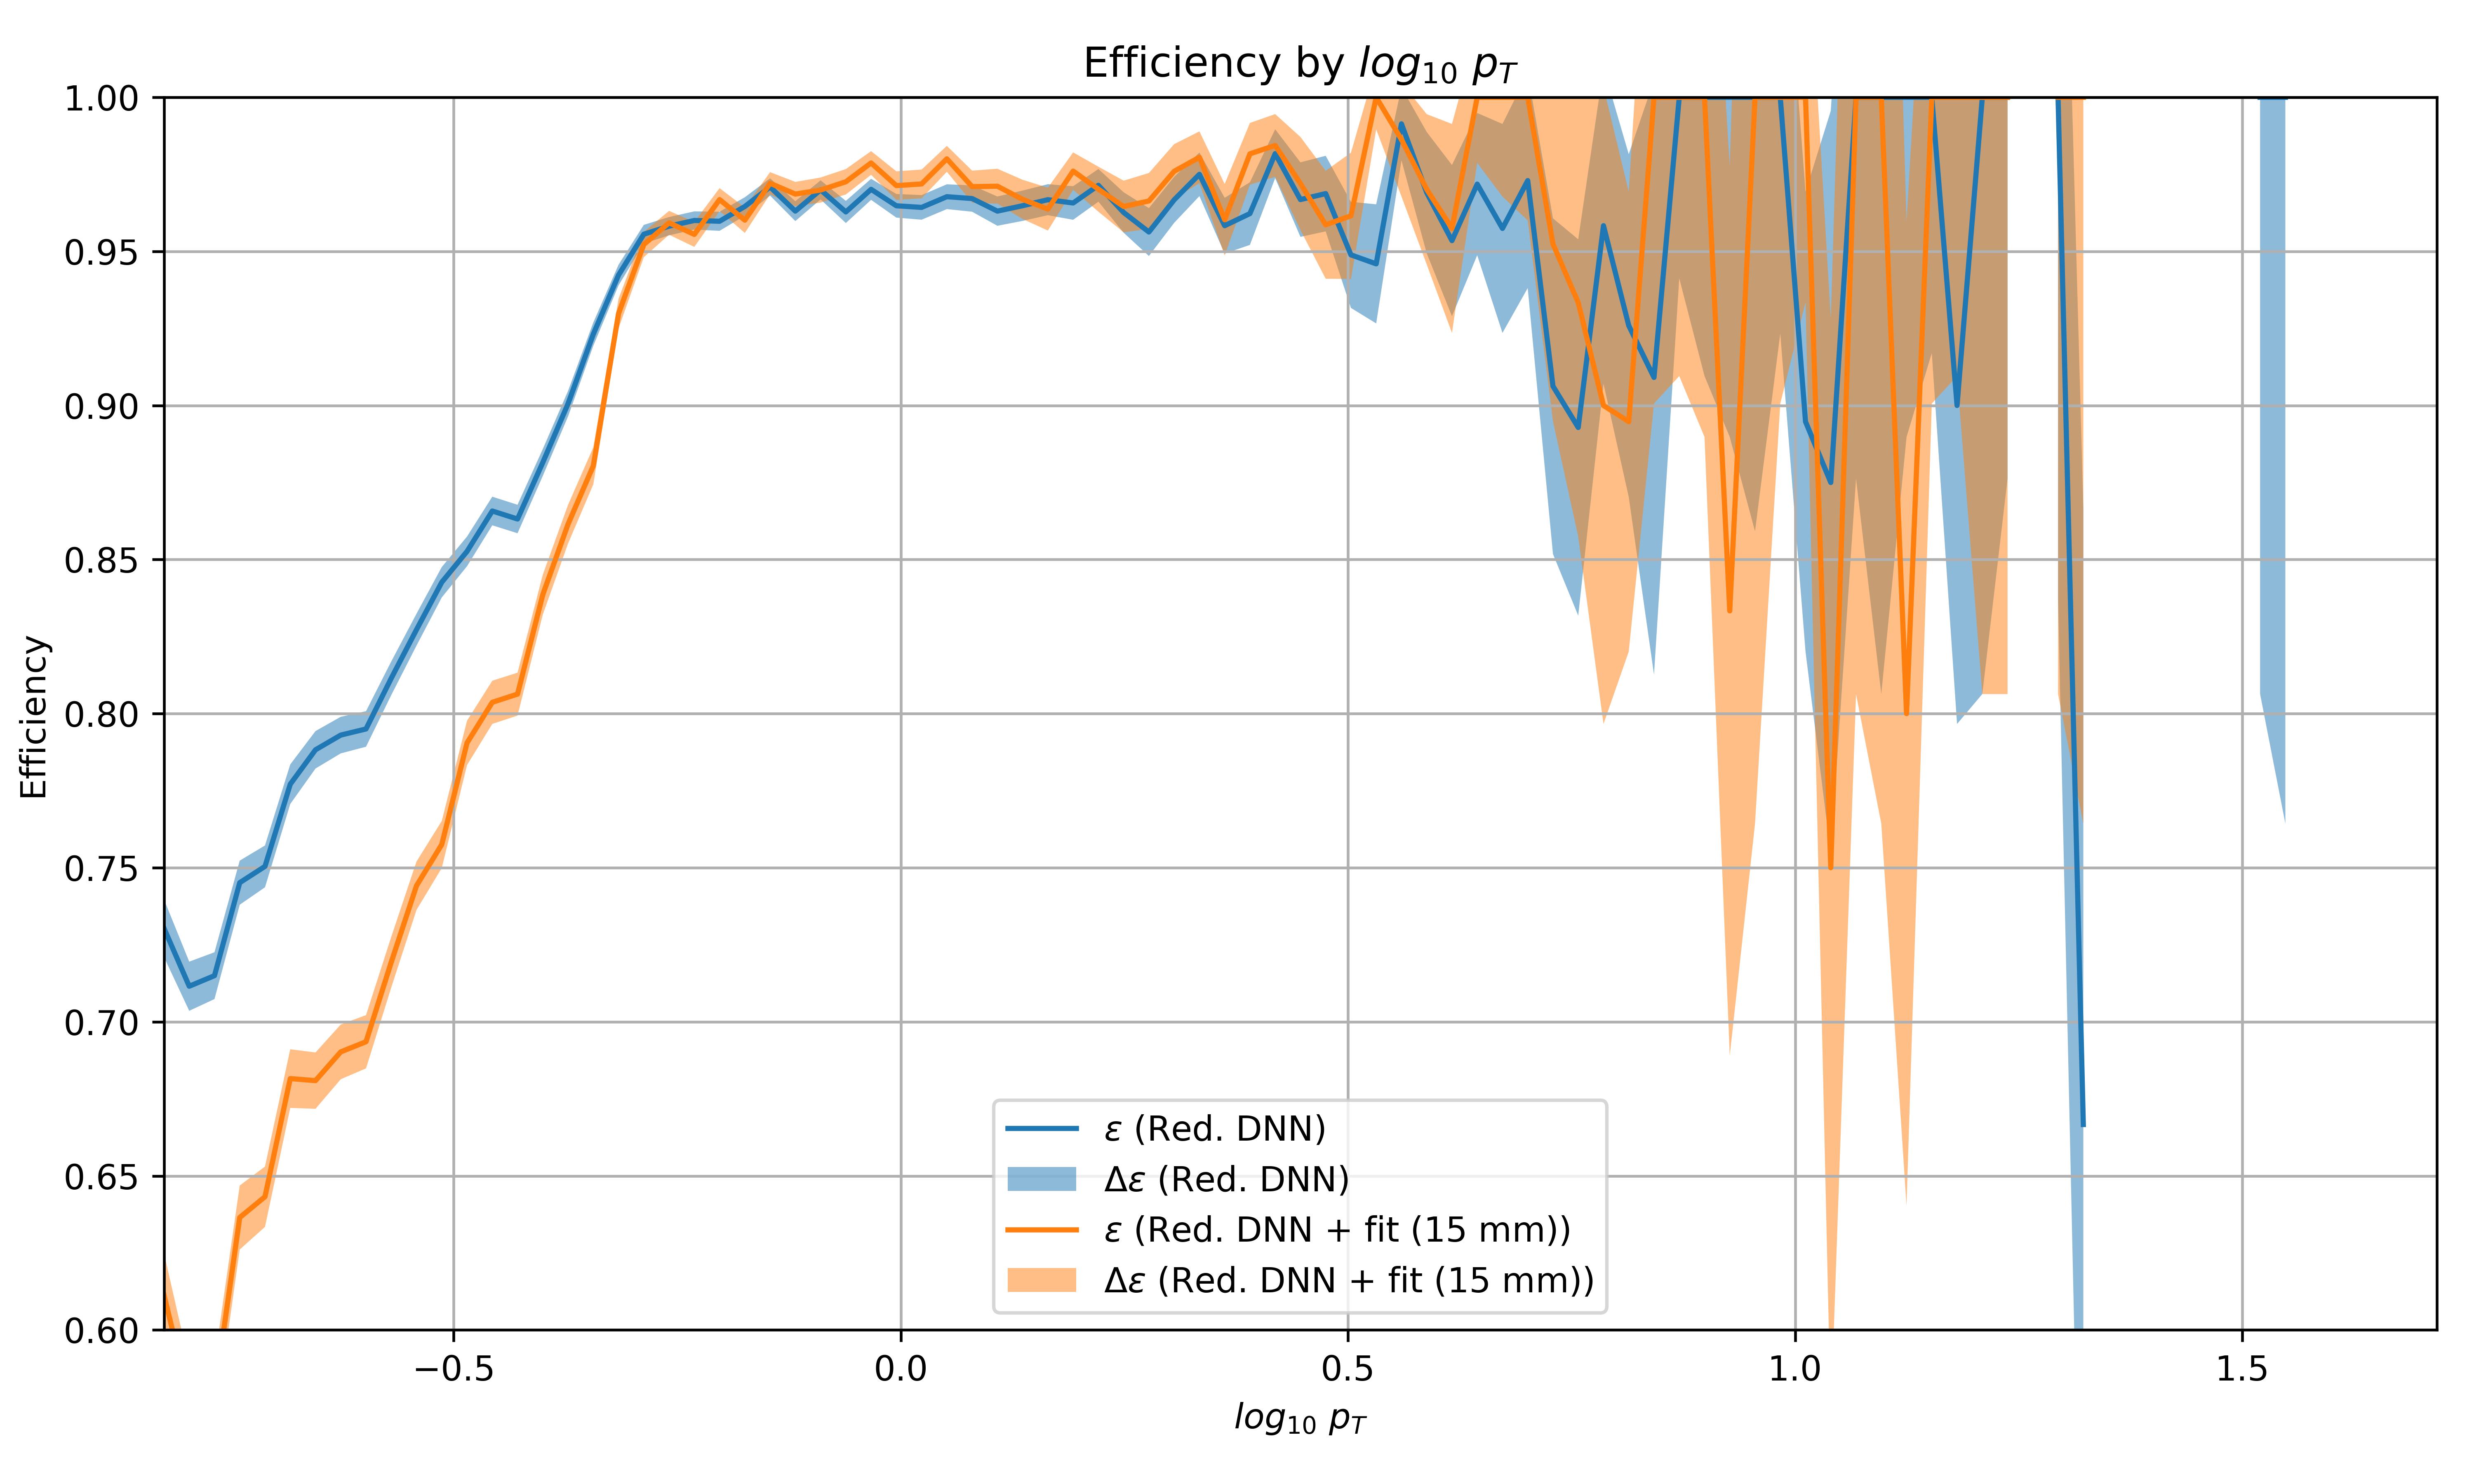 Efficiency by log₁₀ p_T
1.00
0.95
0.90
0.85
0.80
0.75
0.70
0.65
0.60
Efficiency
ε (Red. DNN)
Δε (Red. DNN)
ε (Red. DNN + fit (15 mm))
Δε (Red. DNN + fit (15 mm))
−0.5 0.0 0.5 1.0 1.5
log₁₀ p_T